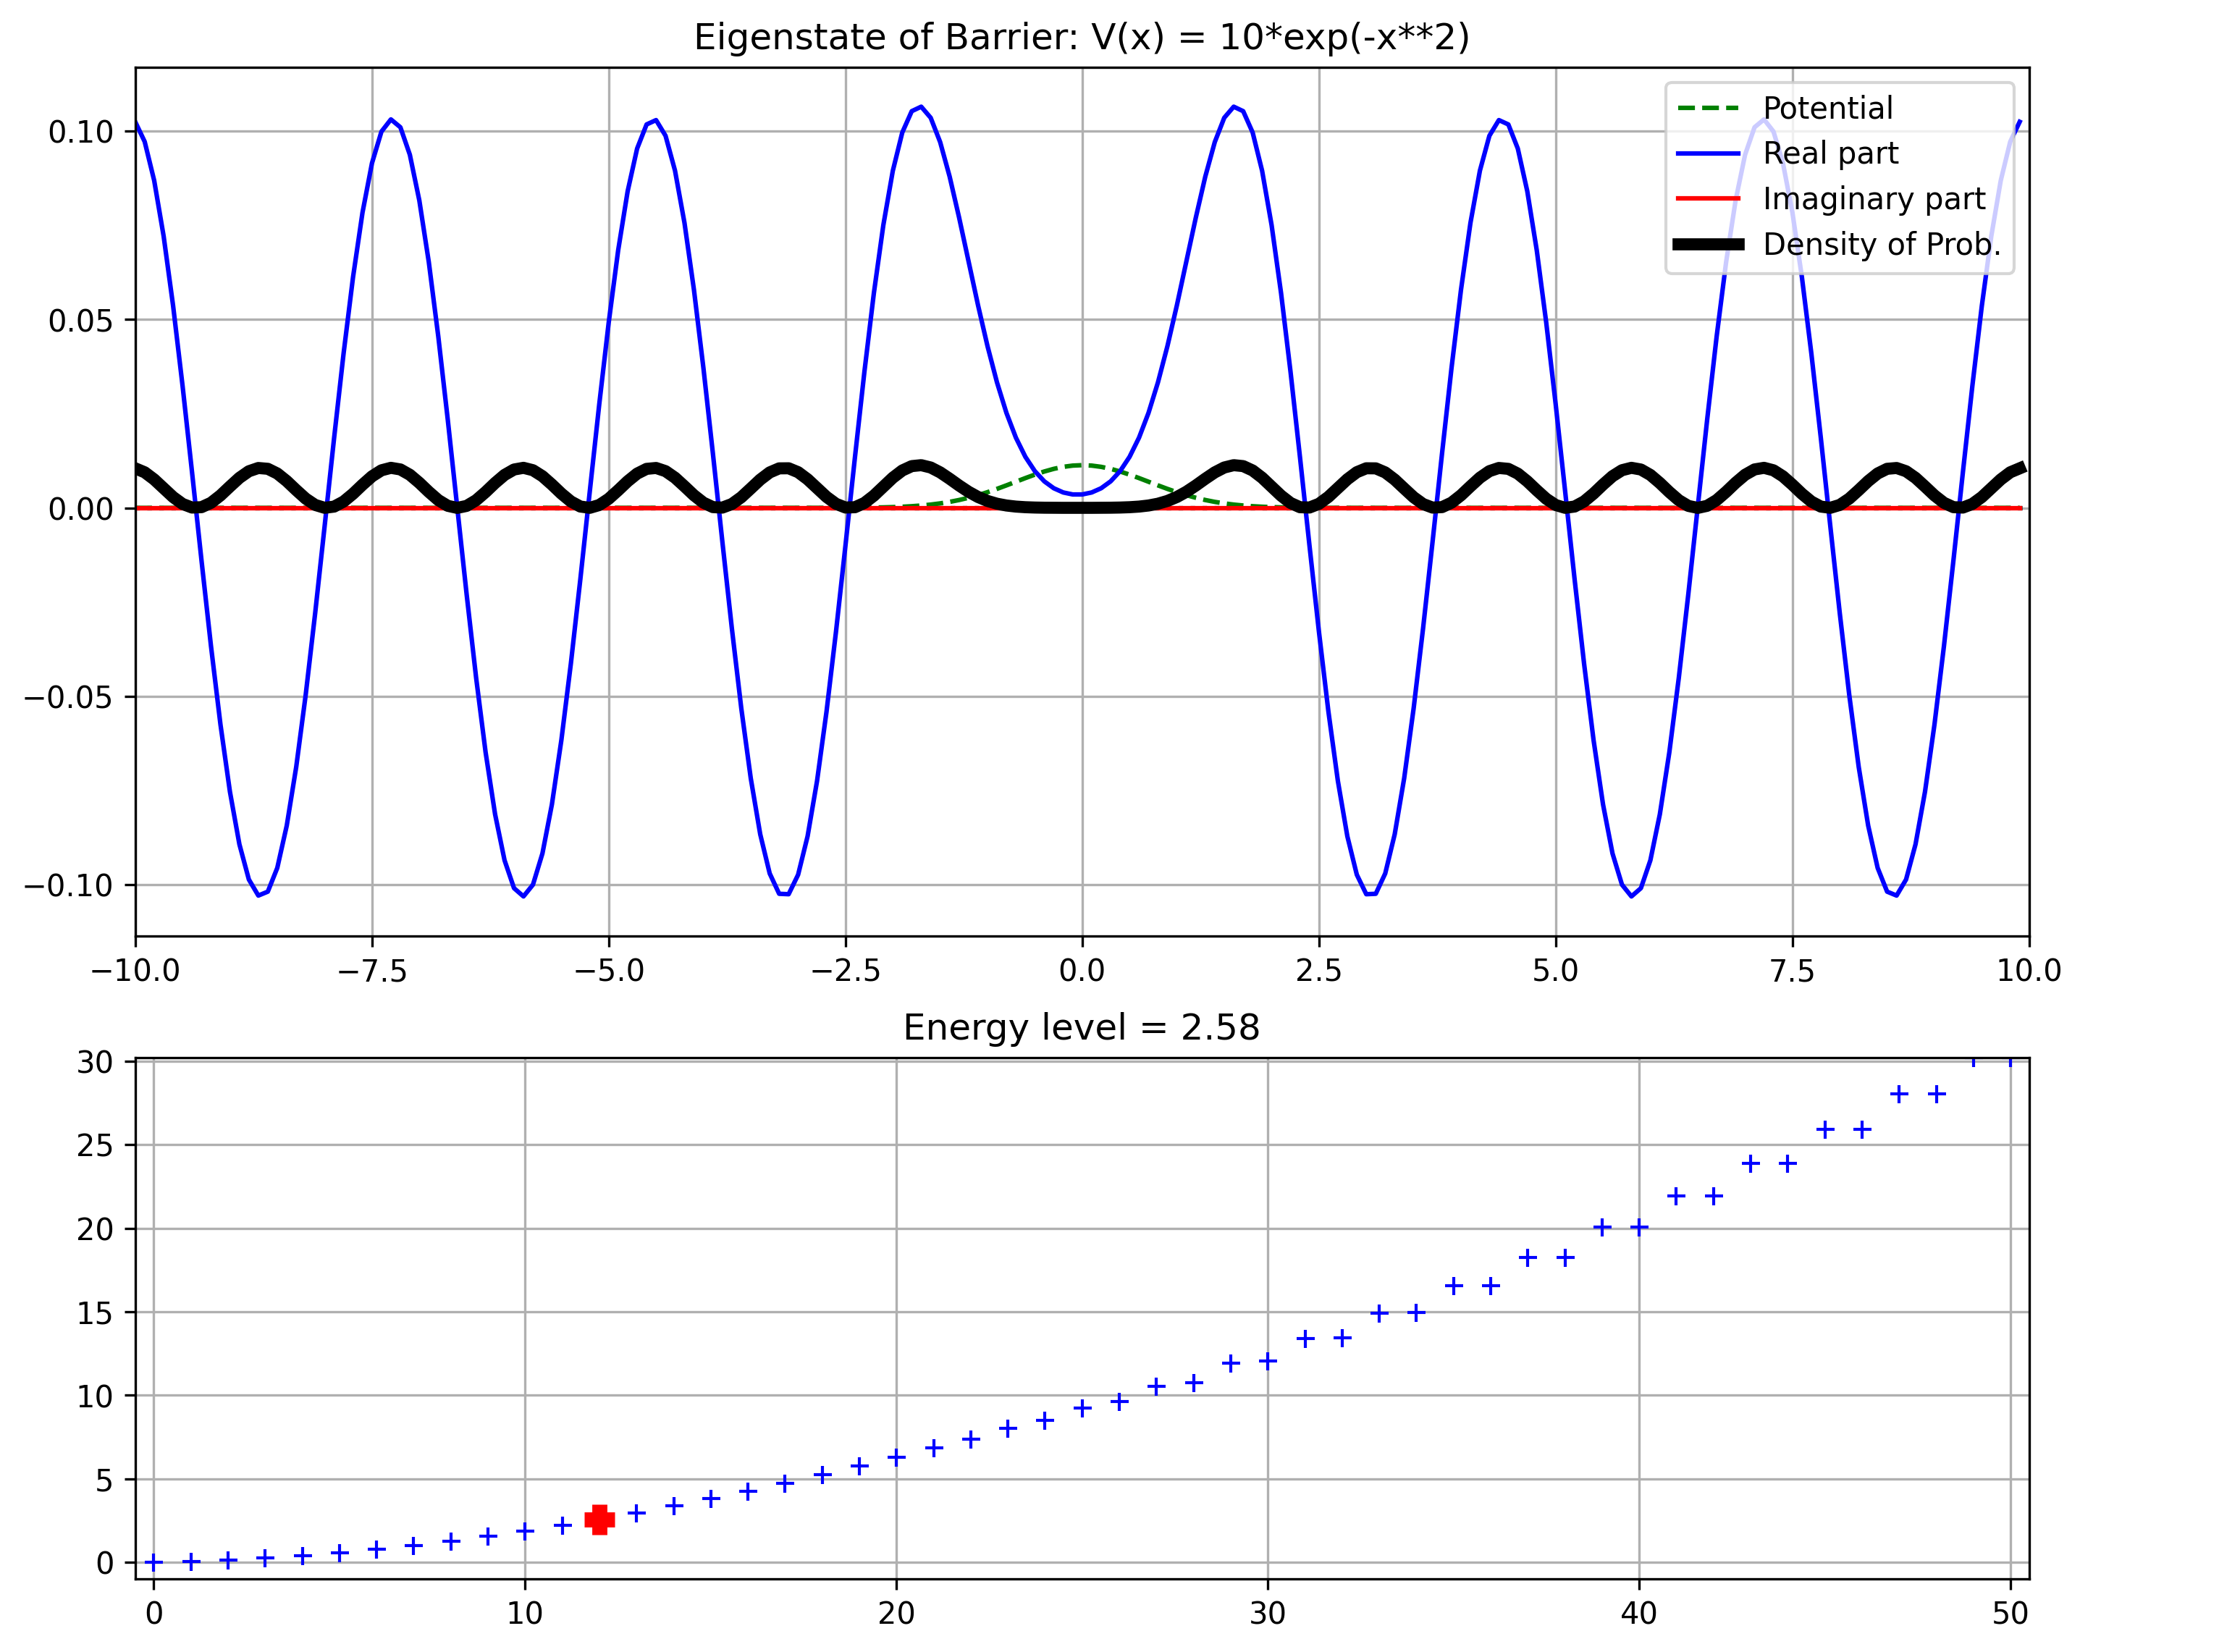 Eigenstate of Barrier: V(x) = 10*exp(-x**2)
0.10
0.05
0.00
−0.05
−0.10
Potential
Real part
Imaginary part
Density of Prob.
−10.0 −7.5 −5.0 −2.5 0.0 2.5 5.0 7.5 10.0
Energy level = 2.58
30
25
20
15
10
5
0
0 10 20 30 40 50